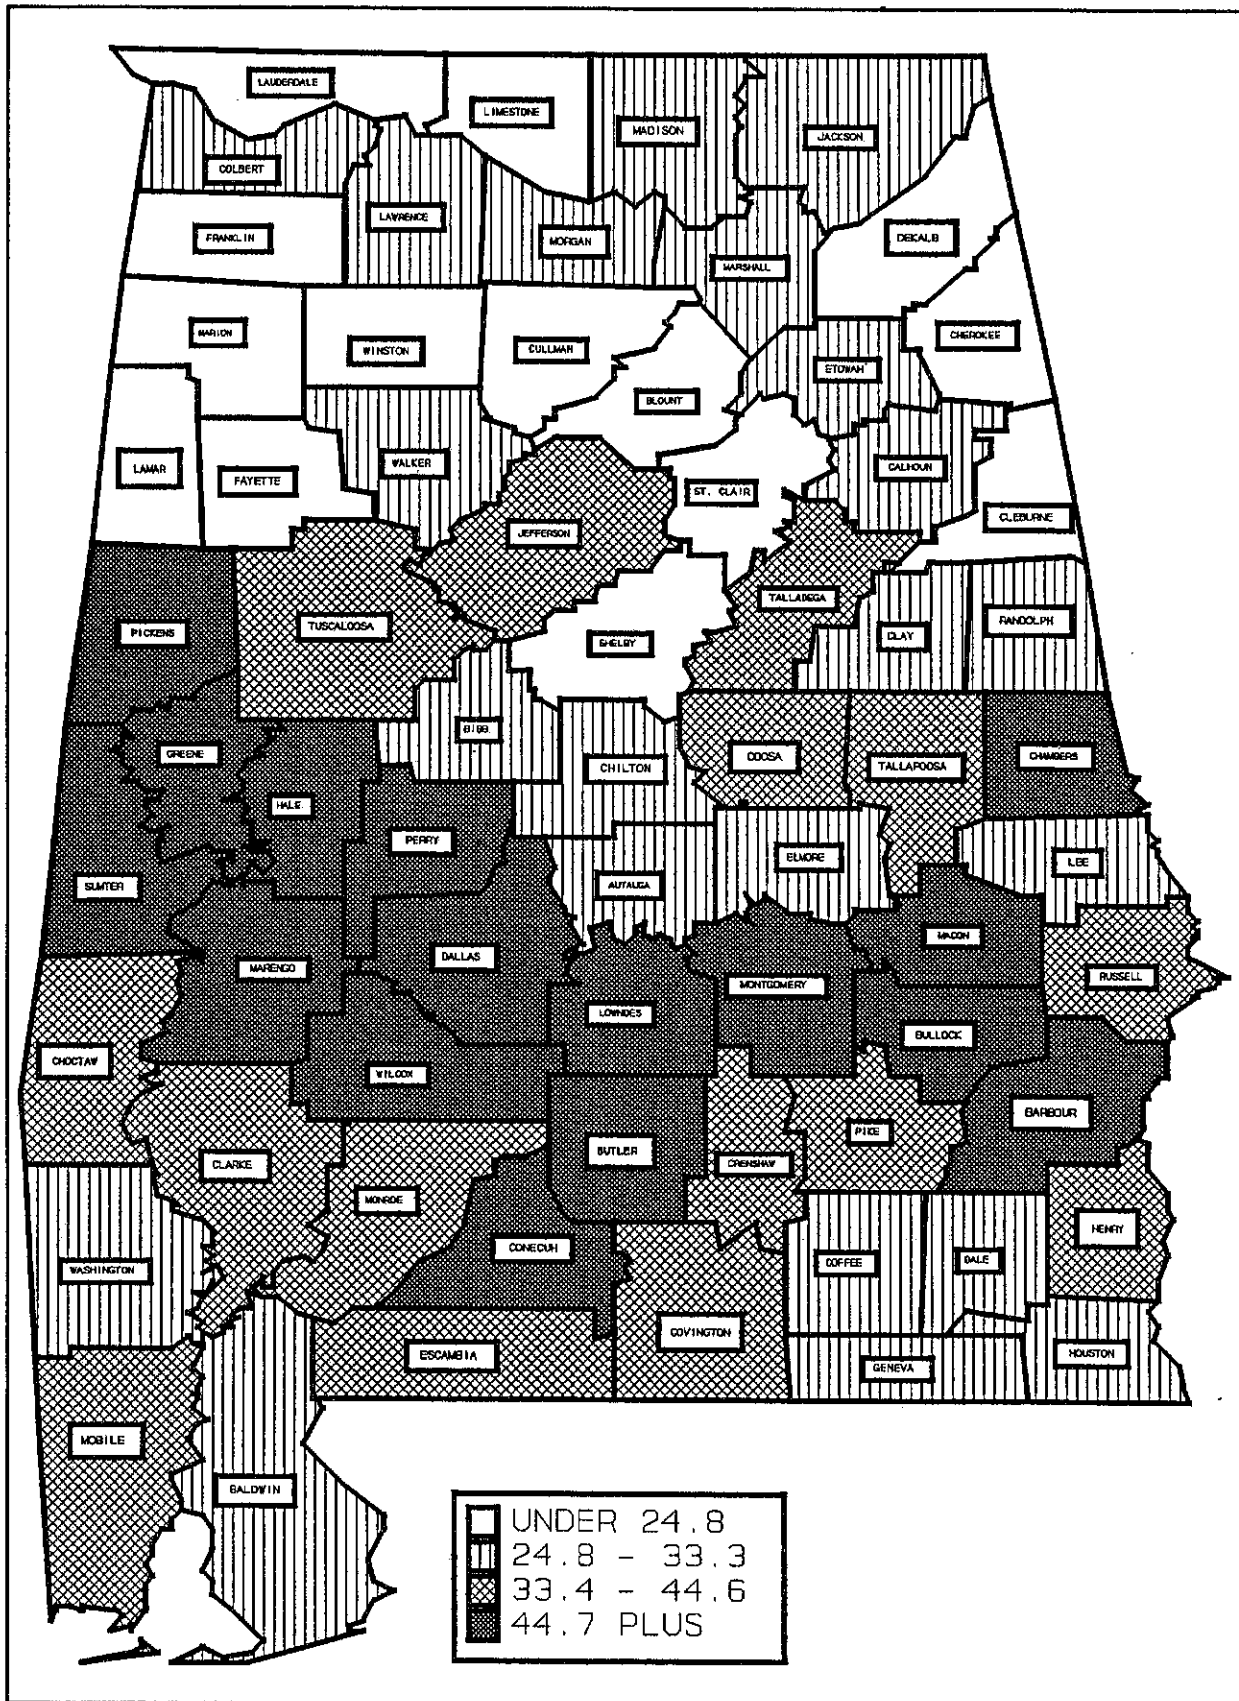 LAUDERDALE
LIMESTONE
MADISON
JACKSON
COLBERT
LAWRENCE
FRANKLIN
MORGAN
DEKALB
MARSHALL
MARION
WINSTON
CULLMAN
CHEROKEE
ETOWAH
BLOUNT
LAMAR
FAYETTE
WALKER
CALHOUN
ST. CLAIR
CLEBURNE
JEFFERSON
TALLADEGA
PICKENS
TUSCALOOSA
SHELBY
CLAY
RANDOLPH
BIBB
GREENE
CHILTON
COOSA
TALLAPOOSA
CHAMBERS
HALE
PERRY
SUMTER
AUTAUGA
ELMORE
LEE
MARENGO
DALLAS
MACON
MONTGOMERY
RUSSELL
LOWNDES
BULLOCK
CHOCTAW
WILCOX
BARBOUR
CLARKE
BUTLER
CRENSHAW
PIKE
MONROE
HENRY
WASHINGTON
CONECUH
COFFEE
DALE
ESCAMBIA
COVINGTON
GENEVA
HOUSTON
MOBILE
BALDWIN
UNDER 24.8
24.8 - 33.3
33.4 - 44.6
44.7 PLUS